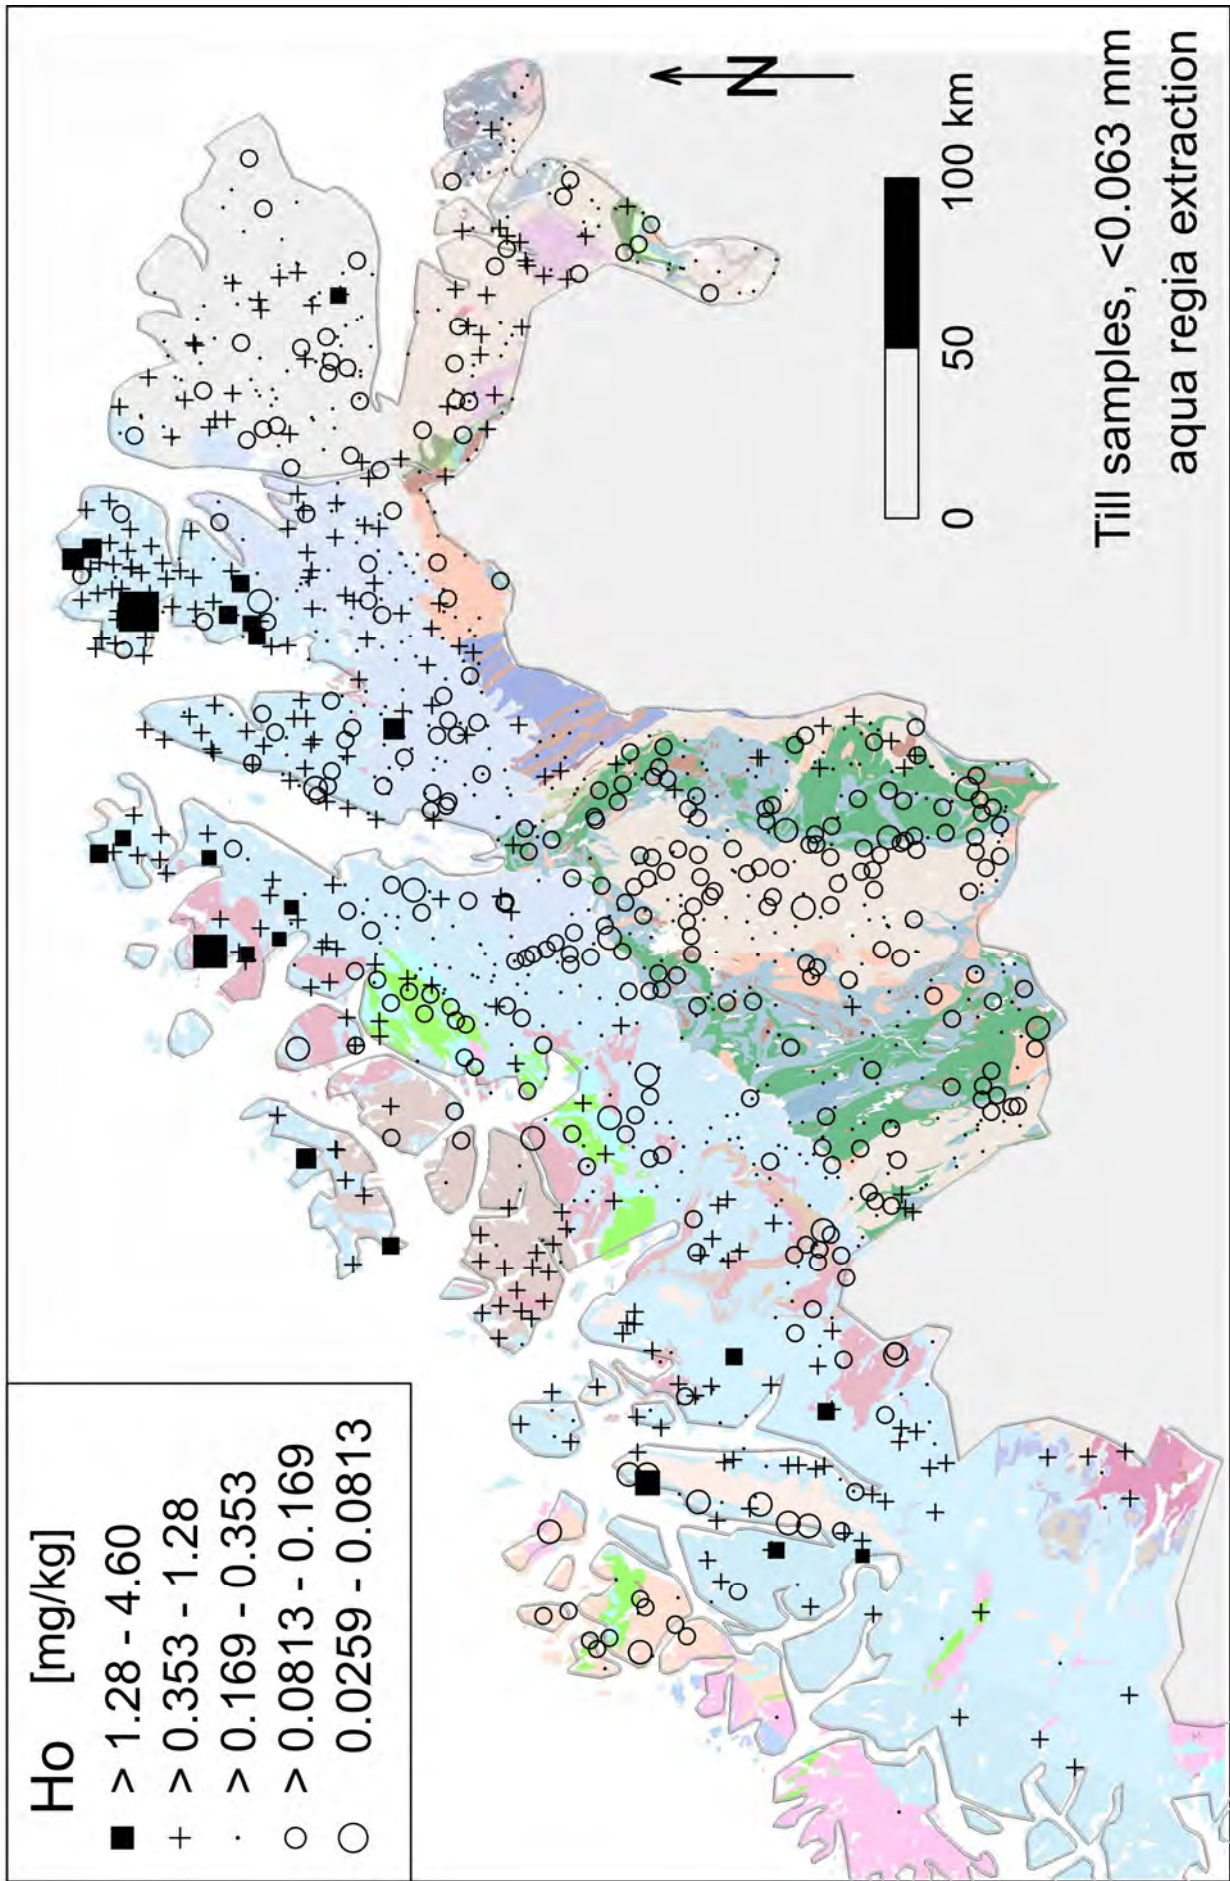 Ho [mg/kg]
> 1.28 - 4.60
> 0.353 - 1.28
> 0.169 - 0.353
> 0.0813 - 0.169
0.0259 - 0.0813
N
0 50 100 km
Till samples, <0.063 mm
aqua regia extraction